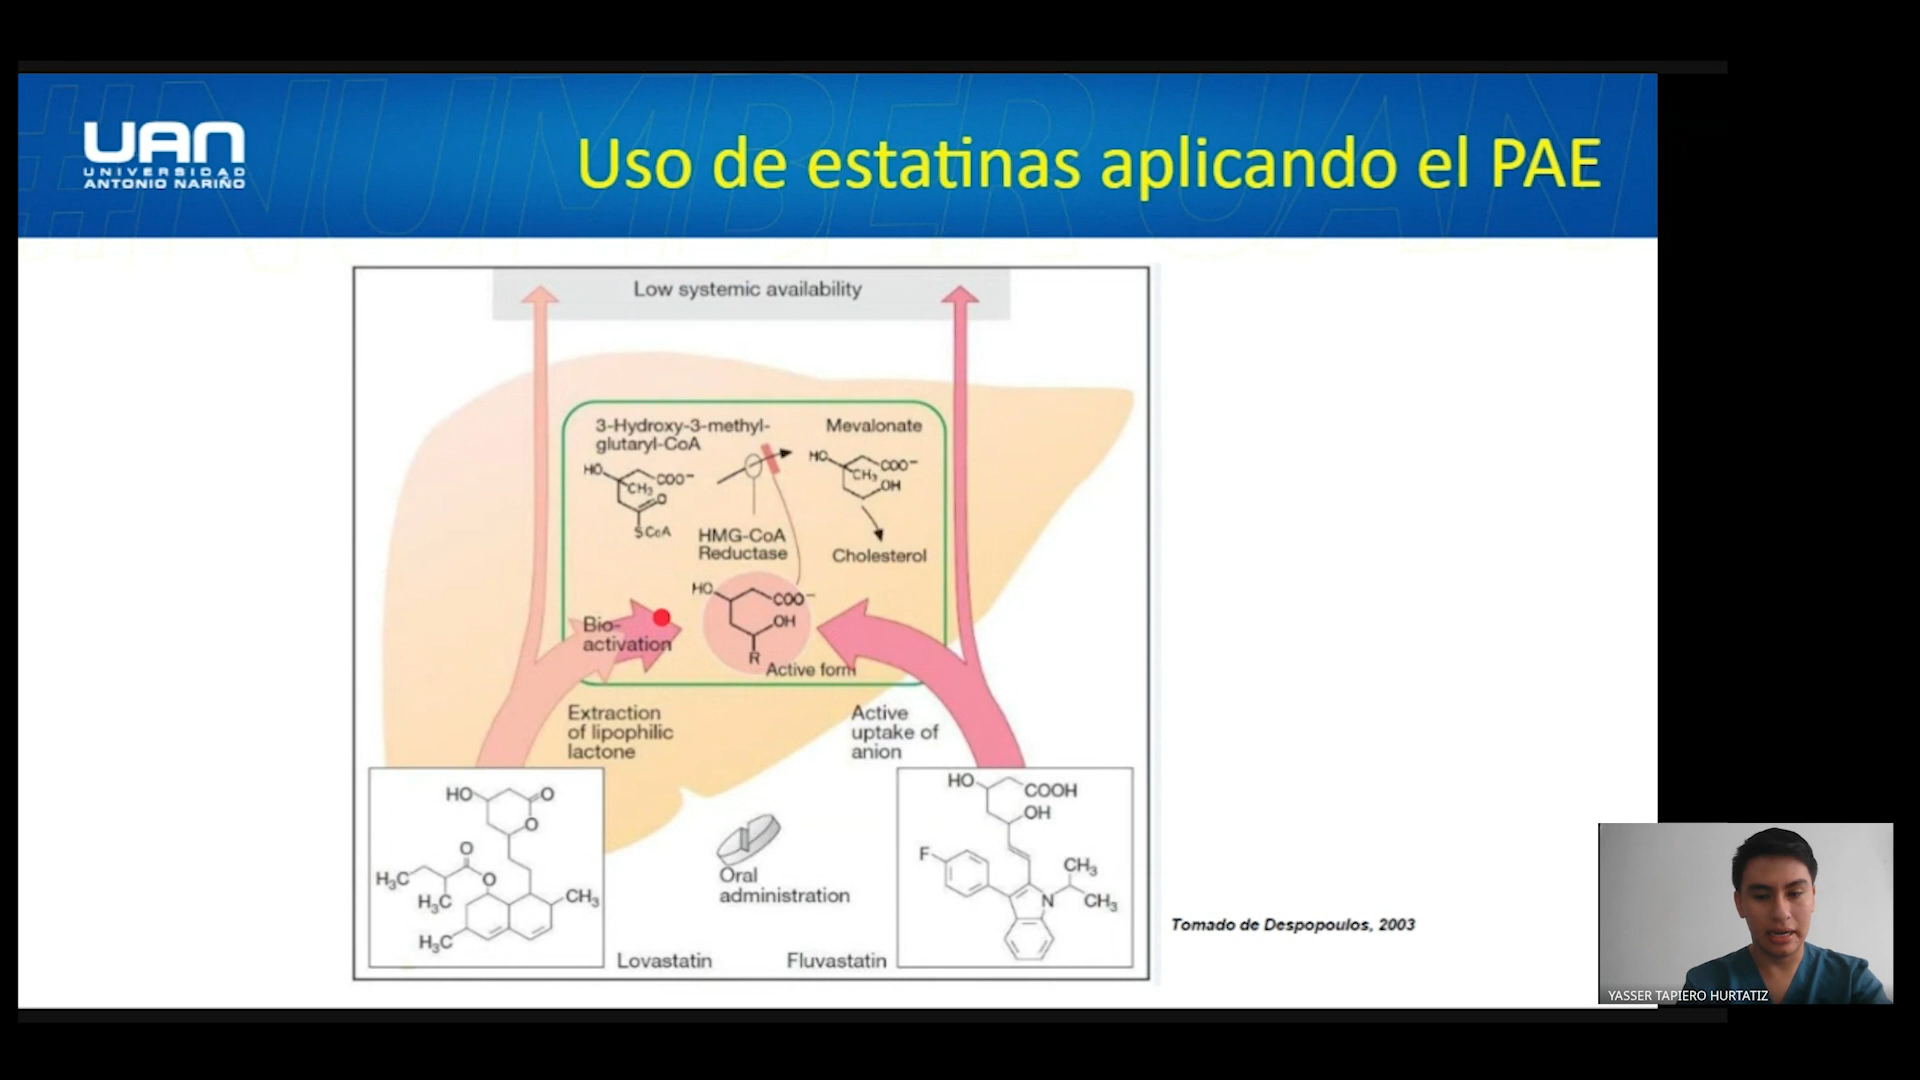 #NUMBER UAN
UAN
UNIVERSIDAD
ANTONIO NARIÑO
Uso de estatinas aplicando el PAE
Low systemic availability
3-Hydroxy-3-methyl-
glutaryl-CoA
Mevalonate
HO
COO⁻
CH₃
O
SCoA
HO
COO⁻
CH₃
OH
HMG-CoA
Reductase
Cholesterol
HO
COO⁻
OH
R
Active form
Bio-
activation
Extraction
of lipophilic
lactone
Active
uptake of
anion
HO
O
O
O
H₃C
O
H₃C
CH₃
H₃C
Lovastatin
Oral
administration
HO
COOH
OH
F
CH₃
N
CH₃
Fluvastatin
Tomado de Despopoulos, 2003
YASSER TAPIERO HURTATIZ